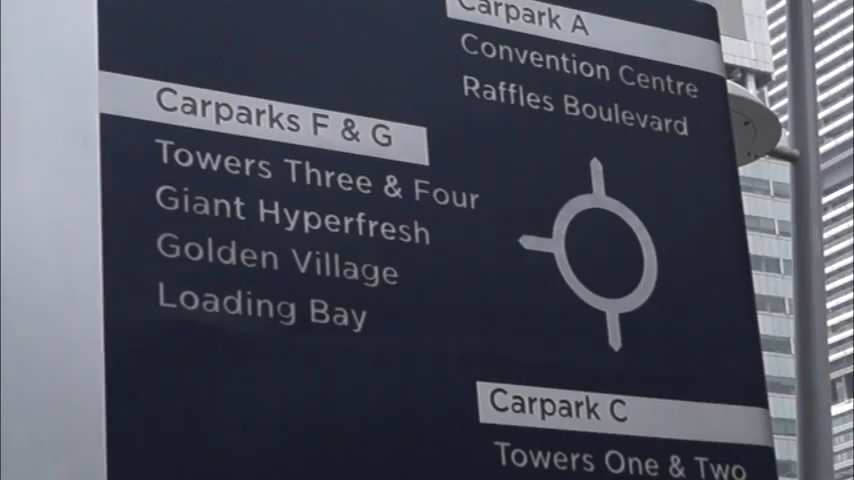 Carpark A
Convention Centre
Raffles Boulevard
Carparks F & G
Towers Three & Four
Giant Hyperfresh
Golden Village
Loading Bay
Carpark C
Towers One & Two